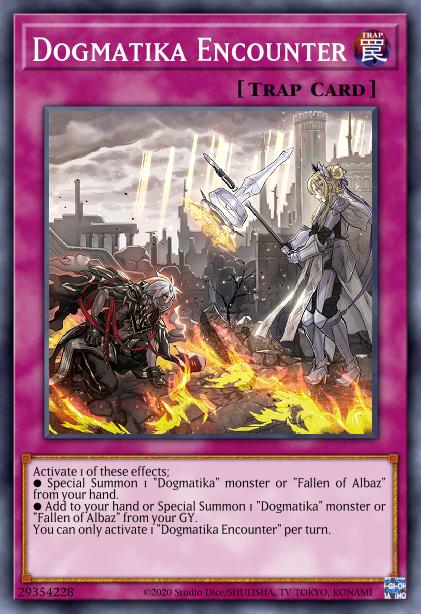 Dogmatika Encounter
TRAP
罠
[Trap Card]
Activate 1 of these effects;
● Special Summon 1 "Dogmatika" monster or "Fallen of Albaz"
from your hand.
● Add to your hand or Special Summon 1 "Dogmatika" monster or
"Fallen of Albaz" from your GY.
You can only activate 1 "Dogmatika Encounter" per turn.
29354228
©2020 Studio Dice/SHUEISHA, TV TOKYO, KONAMI